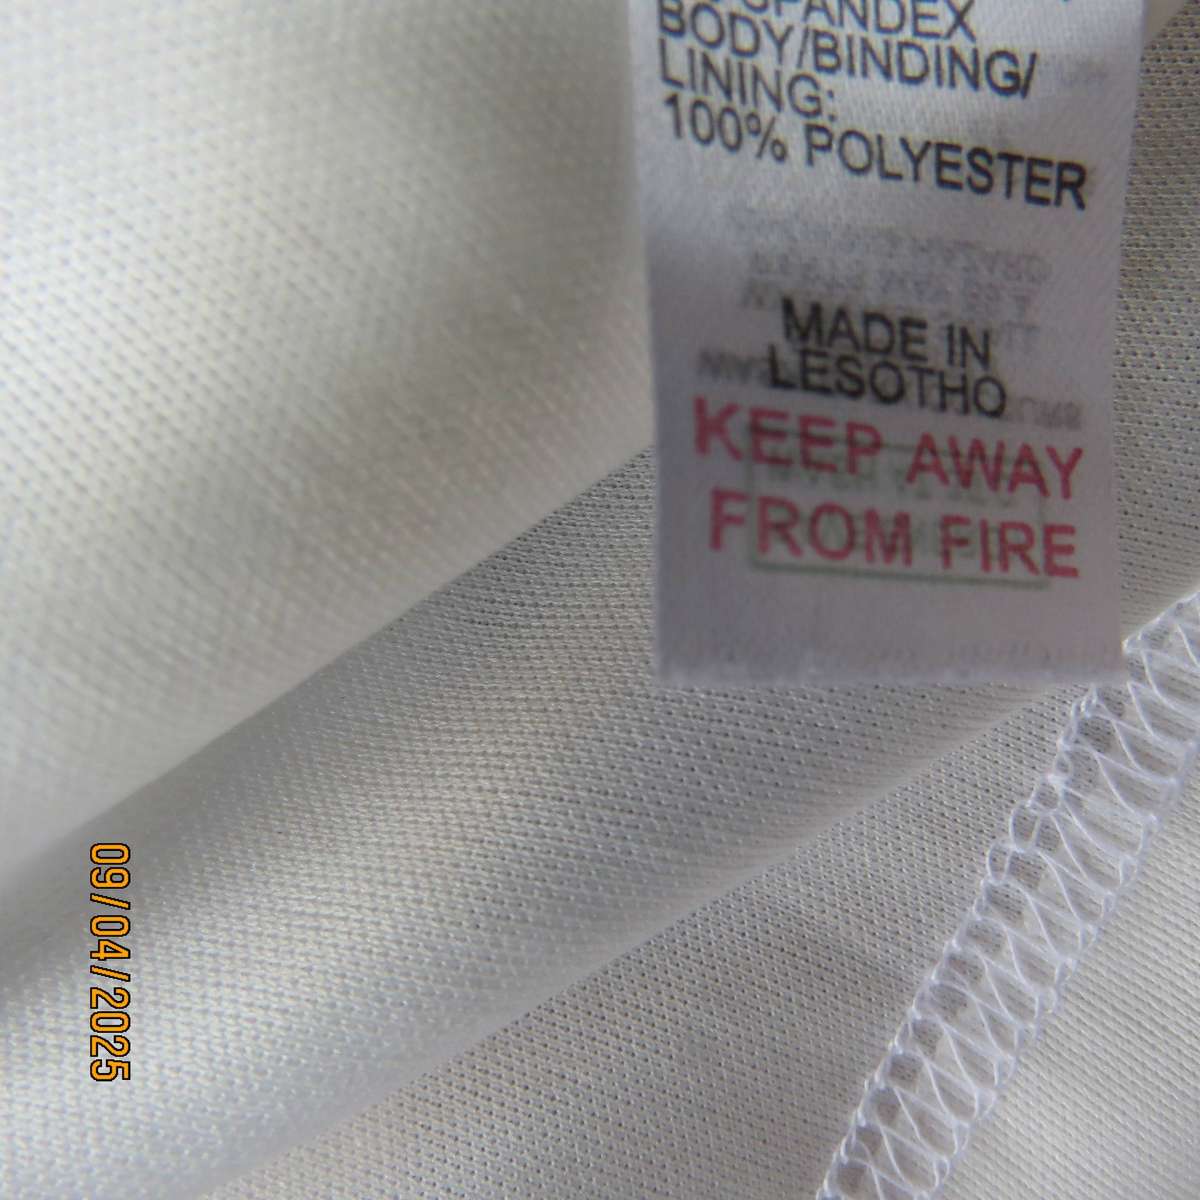 SPANDEX
BODY/BINDING/
LINING:
100% POLYESTER
MADE IN
LESOTHO
KEEP AWAY
FROM FIRE
09/04/2025